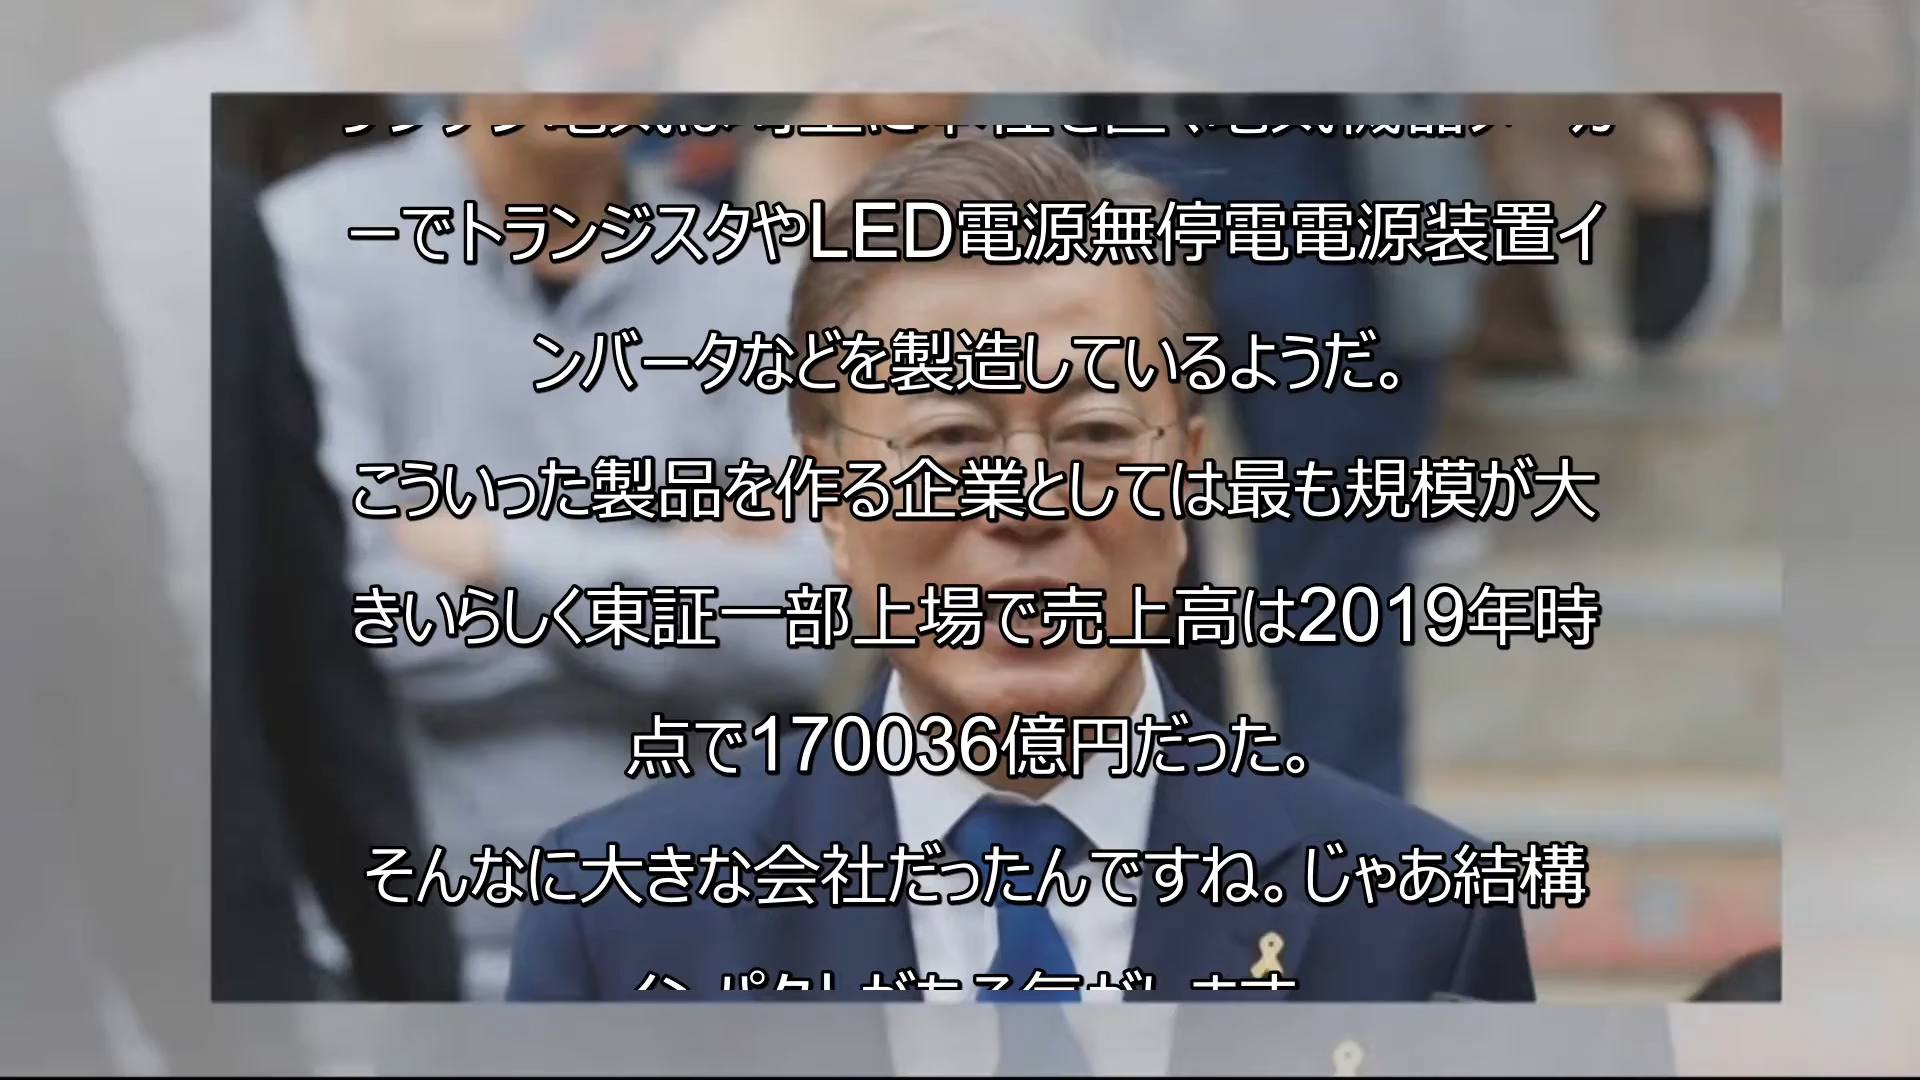 ーでトランジスタやLED電源無停電電源装置イ
ンバータなどを製造しているようだ。
こういった製品を作る企業としては最も規模が大
きいらしく東証一部上場で売上高は2019年時
点で170036億円だった。
そんなに大きな会社だったんですね。じゃあ結構